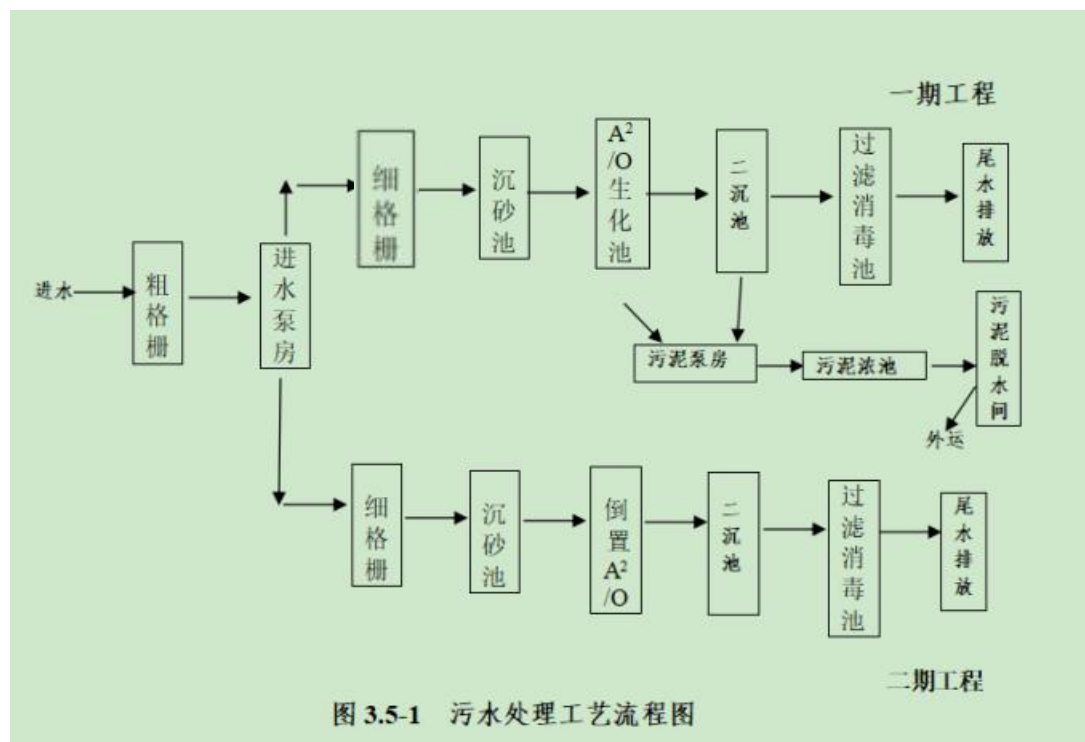 一期工程
进水
粗格栅
进水泵房
细格栅
沉砂池
A²/O生化池
二沉池
过滤消毒池
尾水排放
污泥泵房
污泥浓池
污泥脱水间
外运
细格栅
沉砂池
倒置A²/O
二沉池
过滤消毒池
尾水排放
二期工程
图 3.5-1 污水处理工艺流程图